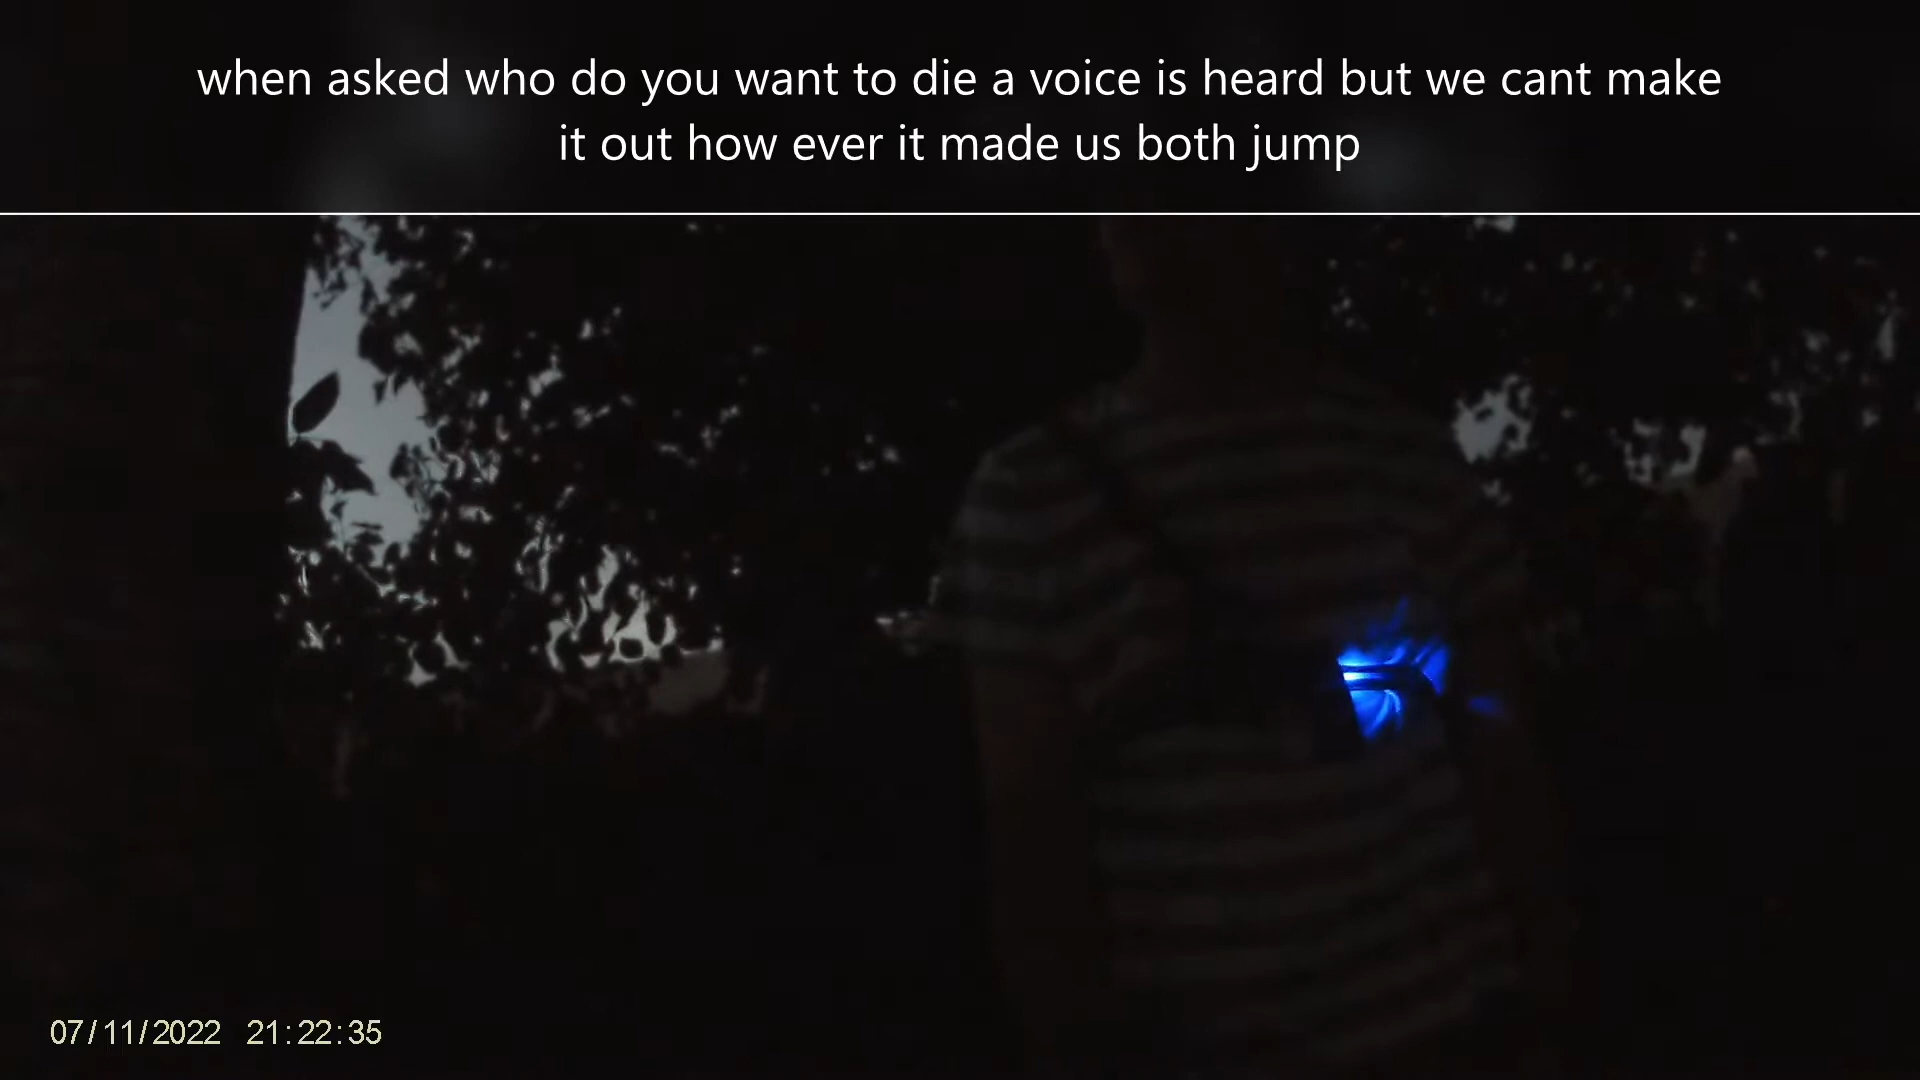 when asked who do you want to die a voice is heard but we cant make
it out how ever it made us both jump
07/11/2022 21:22:35